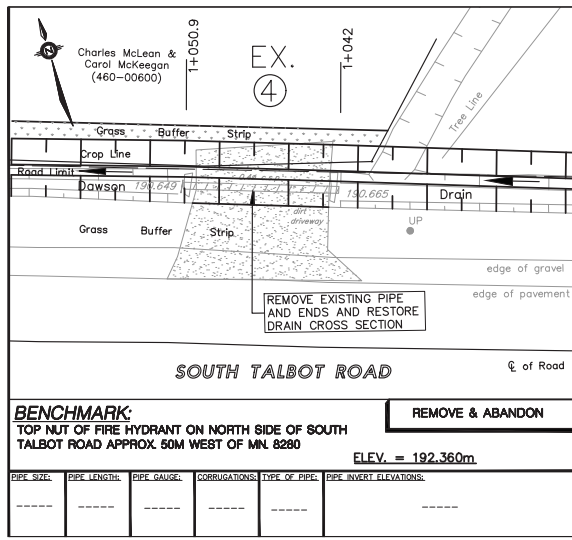 Charles McLean &
Carol McKeegan
(460-00600)
N
1+050.9
EX.
4
1+042
Tree Line
Grass Buffer Strip
Crop Line
Road Limit
Dawson 190.649 190.665 Drain
dirt
driveway
UP
Grass Buffer Strip
edge of gravel
edge of pavement
REMOVE EXISTING PIPE
AND ENDS AND RESTORE
DRAIN CROSS SECTION
SOUTH TALBOT ROAD
℄ of Road
BENCHMARK:
TOP NUT OF FIRE HYDRANT ON NORTH SIDE OF SOUTH
TALBOT ROAD APPROX. 50M WEST OF MN. 8280
ELEV. = 192.360m
REMOVE & ABANDON
PIPE SIZE: PIPE LENGTH: PIPE GAUGE: CORRUGATIONS: TYPE OF PIPE: PIPE INVERT ELEVATIONS:
----- ----- ----- ----- ----- -----